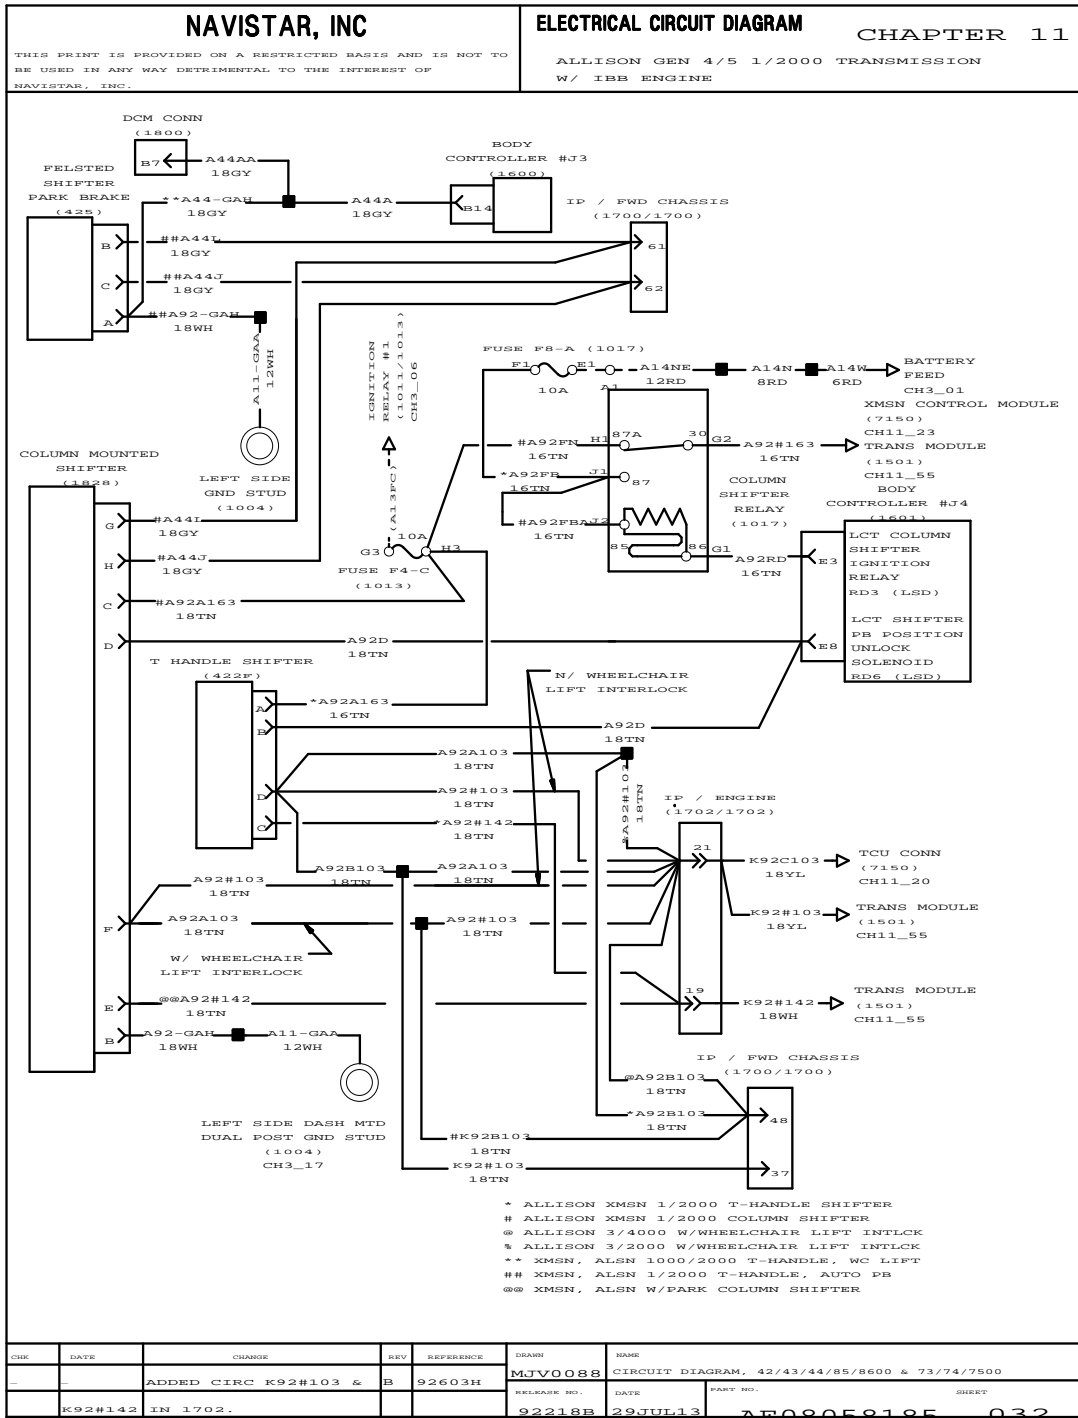 NAVISTAR, INC
THIS PRINT IS PROVIDED ON A RESTRICTED BASIS AND IS NOT TO
BE USED IN ANY WAY DETRIMENTAL TO THE INTEREST OF
NAVISTAR, INC.
ELECTRICAL CIRCUIT DIAGRAM
CHAPTER 11
ALLISON GEN 4/5 1/2000 TRANSMISSION
W/ IBB ENGINE
DCM CONN
(1800)
B7
A44AA
18GY
BODY
CONTROLLER #J3
(1600)
B14
FELSTED
SHIFTER
PARK BRAKE
(425)
**A44-GAH
18GY
A44A
18GY
IP / FWD CHASSIS
(1700/1700)
B
##A44L
18GY
61
C
##A44J
18GY
62
A
##A92-GAH
18WH
A11-GAA
12WH
LEFT SIDE
GND STUD
(1004)
IGNITION
RELAY #1
(1011/1013)
CH3_06
(A13FC)
FUSE F8-A (1017)
F1
E1
10A
A1
A14NE
12RD
A14N
8RD
A14W
6RD
BATTERY
FEED
CH3_01
XMSN CONTROL MODULE
(7150)
CH11_23
TRANS MODULE
(1501)
CH11_55
#A92FN
16TN
H1
87A
30
G2
A92#163
16TN
*A92FB
16TN
J1
87
COLUMN
SHIFTER
RELAY
(1017)
#A92FBA
16TN
J2
85
86
G1
A92RD
16TN
BODY
CONTROLLER #J4
(1601)
E3
LCT COLUMN
SHIFTER
IGNITION
RELAY
RD3 (LSD)
E8
LCT SHIFTER
PB POSITION
UNLOCK
SOLENOID
RD6 (LSD)
COLUMN MOUNTED
SHIFTER
(1828)
G
#A44L
18GY
10A
G3
H3
FUSE F4-C
(1013)
H
#A44J
18GY
C
#A92A163
18TN
D
A92D
18TN
T HANDLE SHIFTER
(422F)
N/ WHEELCHAIR
LIFT INTERLOCK
A
*A92A163
16TN
B
A92D
18TN
A92A103
18TN
D
A92#103
18TN
C
*A92#142
18TN
%A92#103
18TN
IP / ENGINE
(1702/1702)
21
K92C103
18YL
TCU CONN
(7150)
CH11_20
K92#103
18YL
TRANS MODULE
(1501)
CH11_55
A92B103
18TN
A92A103
18TN
A92#103
18TN
F
A92A103
18TN
A92#103
18TN
W/ WHEELCHAIR
LIFT INTERLOCK
E
@@A92#142
18TN
19
K92#142
18WH
TRANS MODULE
(1501)
CH11_55
B
A92-GAH
18WH
A11-GAA
12WH
LEFT SIDE DASH MTD
DUAL POST GND STUD
(1004)
CH3_17
IP / FWD CHASSIS
(1700/1700)
@A92B103
18TN
*A92B103
18TN
48
#K92B103
18TN
K92#103
18TN
37
* ALLISON XMSN 1/2000 T-HANDLE SHIFTER
# ALLISON XMSN 1/2000 COLUMN SHIFTER
@ ALLISON 3/4000 W/WHEELCHAIR LIFT INTLCK
% ALLISON 3/2000 W/WHEELCHAIR LIFT INTLCK
** XMSN, ALSN 1000/2000 T-HANDLE, WC LIFT
## XMSN, ALSN 1/2000 T-HANDLE, AUTO PB
@@ XMSN, ALSN W/PARK COLUMN SHIFTER
CHK DATE CHANGE REV REFERENCE
- - ADDED CIRC K92#103 & B 92603H
K92#142 IN 1702.
DRAWN
MJV0088
NAME
CIRCUIT DIAGRAM, 42/43/44/85/8600 & 73/74/7500
RELEASE NO.
92218B
DATE
29JUL13
PART NO.
AE08058185
SHEET
032